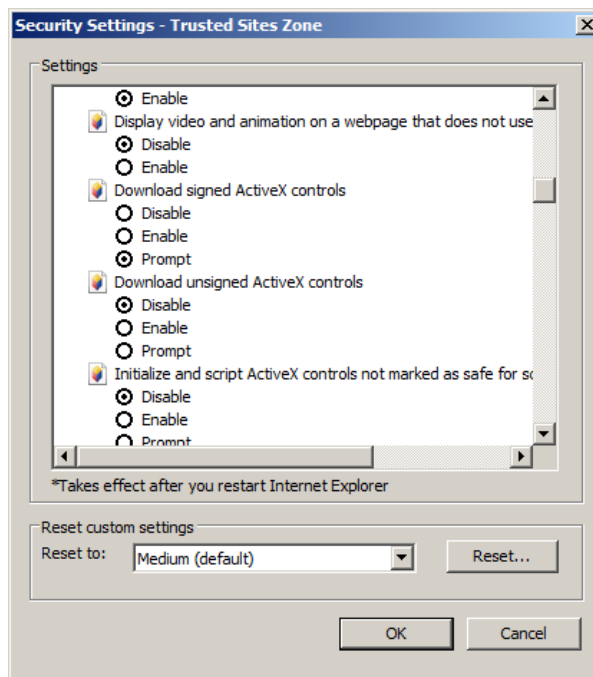 Security Settings - Trusted Sites Zone
Settings
Enable
Display video and animation on a webpage that does not use
Disable
Enable
Download signed ActiveX controls
Disable
Enable
Prompt
Download unsigned ActiveX controls
Disable
Enable
Prompt
Initialize and script ActiveX controls not marked as safe for
Disable
Enable
Prompt
*Takes effect after you restart Internet Explorer
Reset custom settings
Reset to: Medium (default) Reset...
OK Cancel